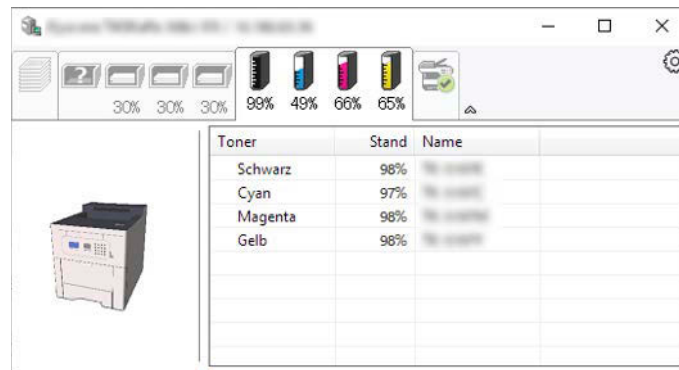 ?
30% 30% 30% 99% 49% 66% 65%
Toner Stand Name
Schwarz 98%
Cyan 97%
Magenta 98%
Gelb 98%